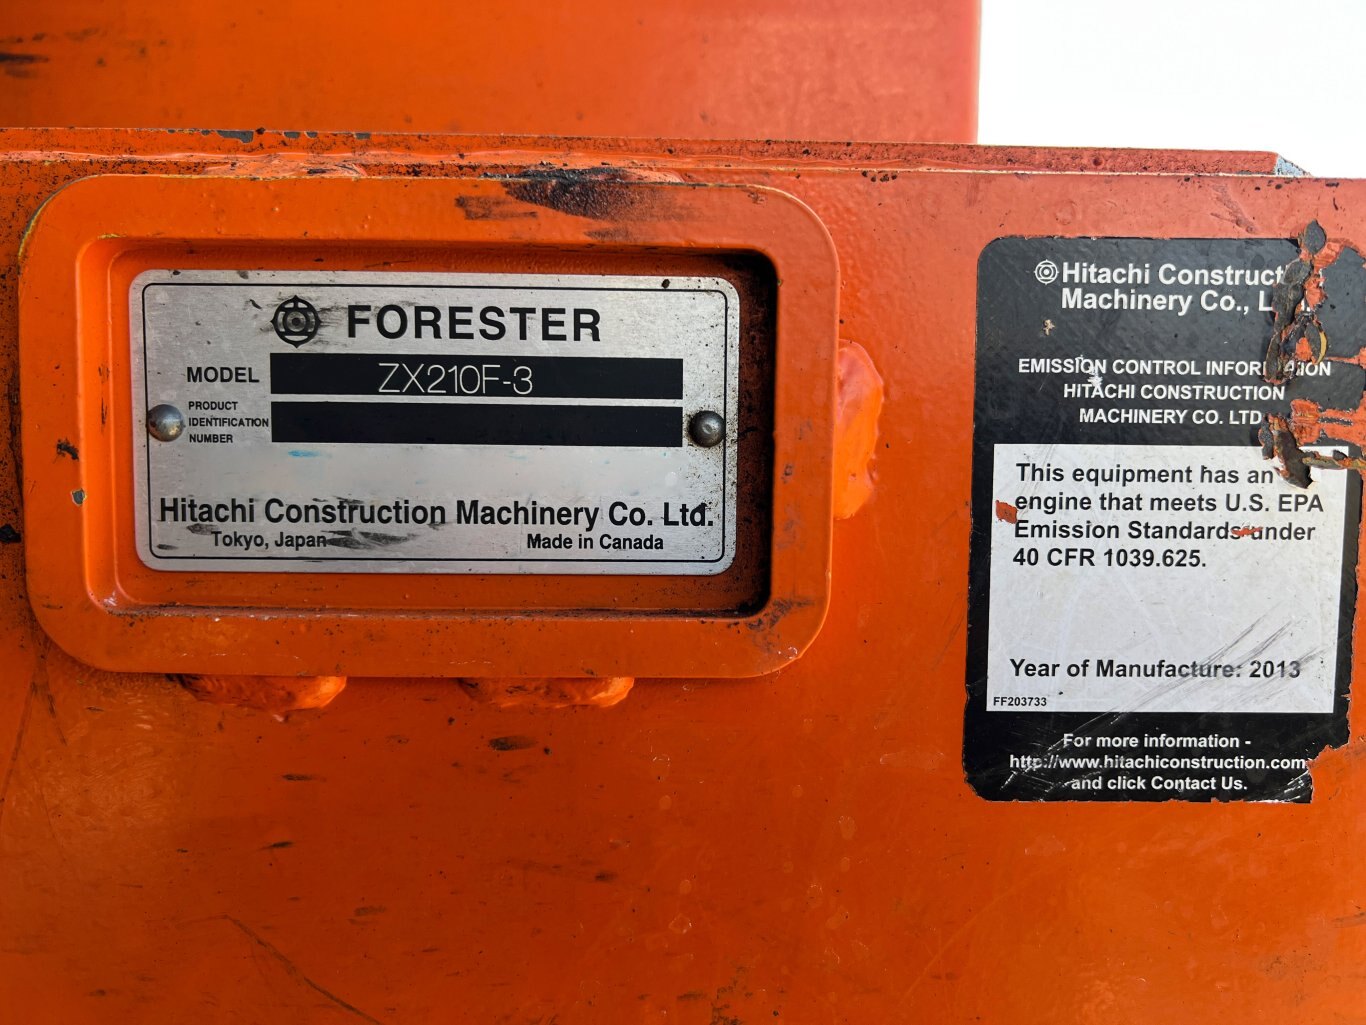 FORESTER
MODEL ZX210F-3
PRODUCT
IDENTIFICATION
NUMBER
Hitachi Construction Machinery Co. Ltd.
Tokyo, Japan Made in Canada
Hitachi Construct
Machinery Co., L
EMISSION CONTROL INFORMATION
HITACHI CONSTRUCTION
MACHINERY CO. LTD
This equipment has an
engine that meets U.S. EPA
Emission Standards under
40 CFR 1039.625.
Year of Manufacture: 2013
FF203733
For more information -
http://www.hitachiconstruction.com
and click Contact Us.